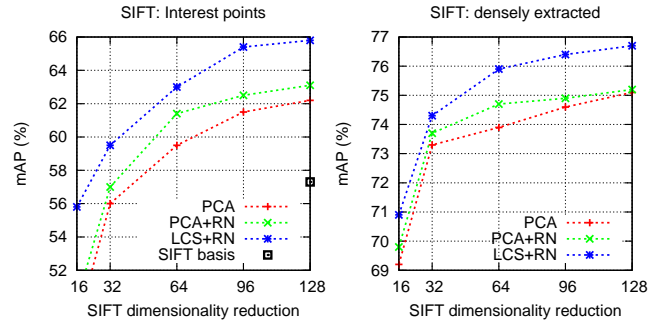 SIFT: Interest points
66
64
62
60
58
56
54
52
mAP (%)
PCA
PCA+RN
LCS+RN
SIFT basis
16 32 64 96 128
SIFT dimensionality reduction
SIFT: densely extracted
77
76
75
74
73
72
71
70
69
mAP (%)
PCA
PCA+RN
LCS+RN
16 32 64 96 128
SIFT dimensionality reduction